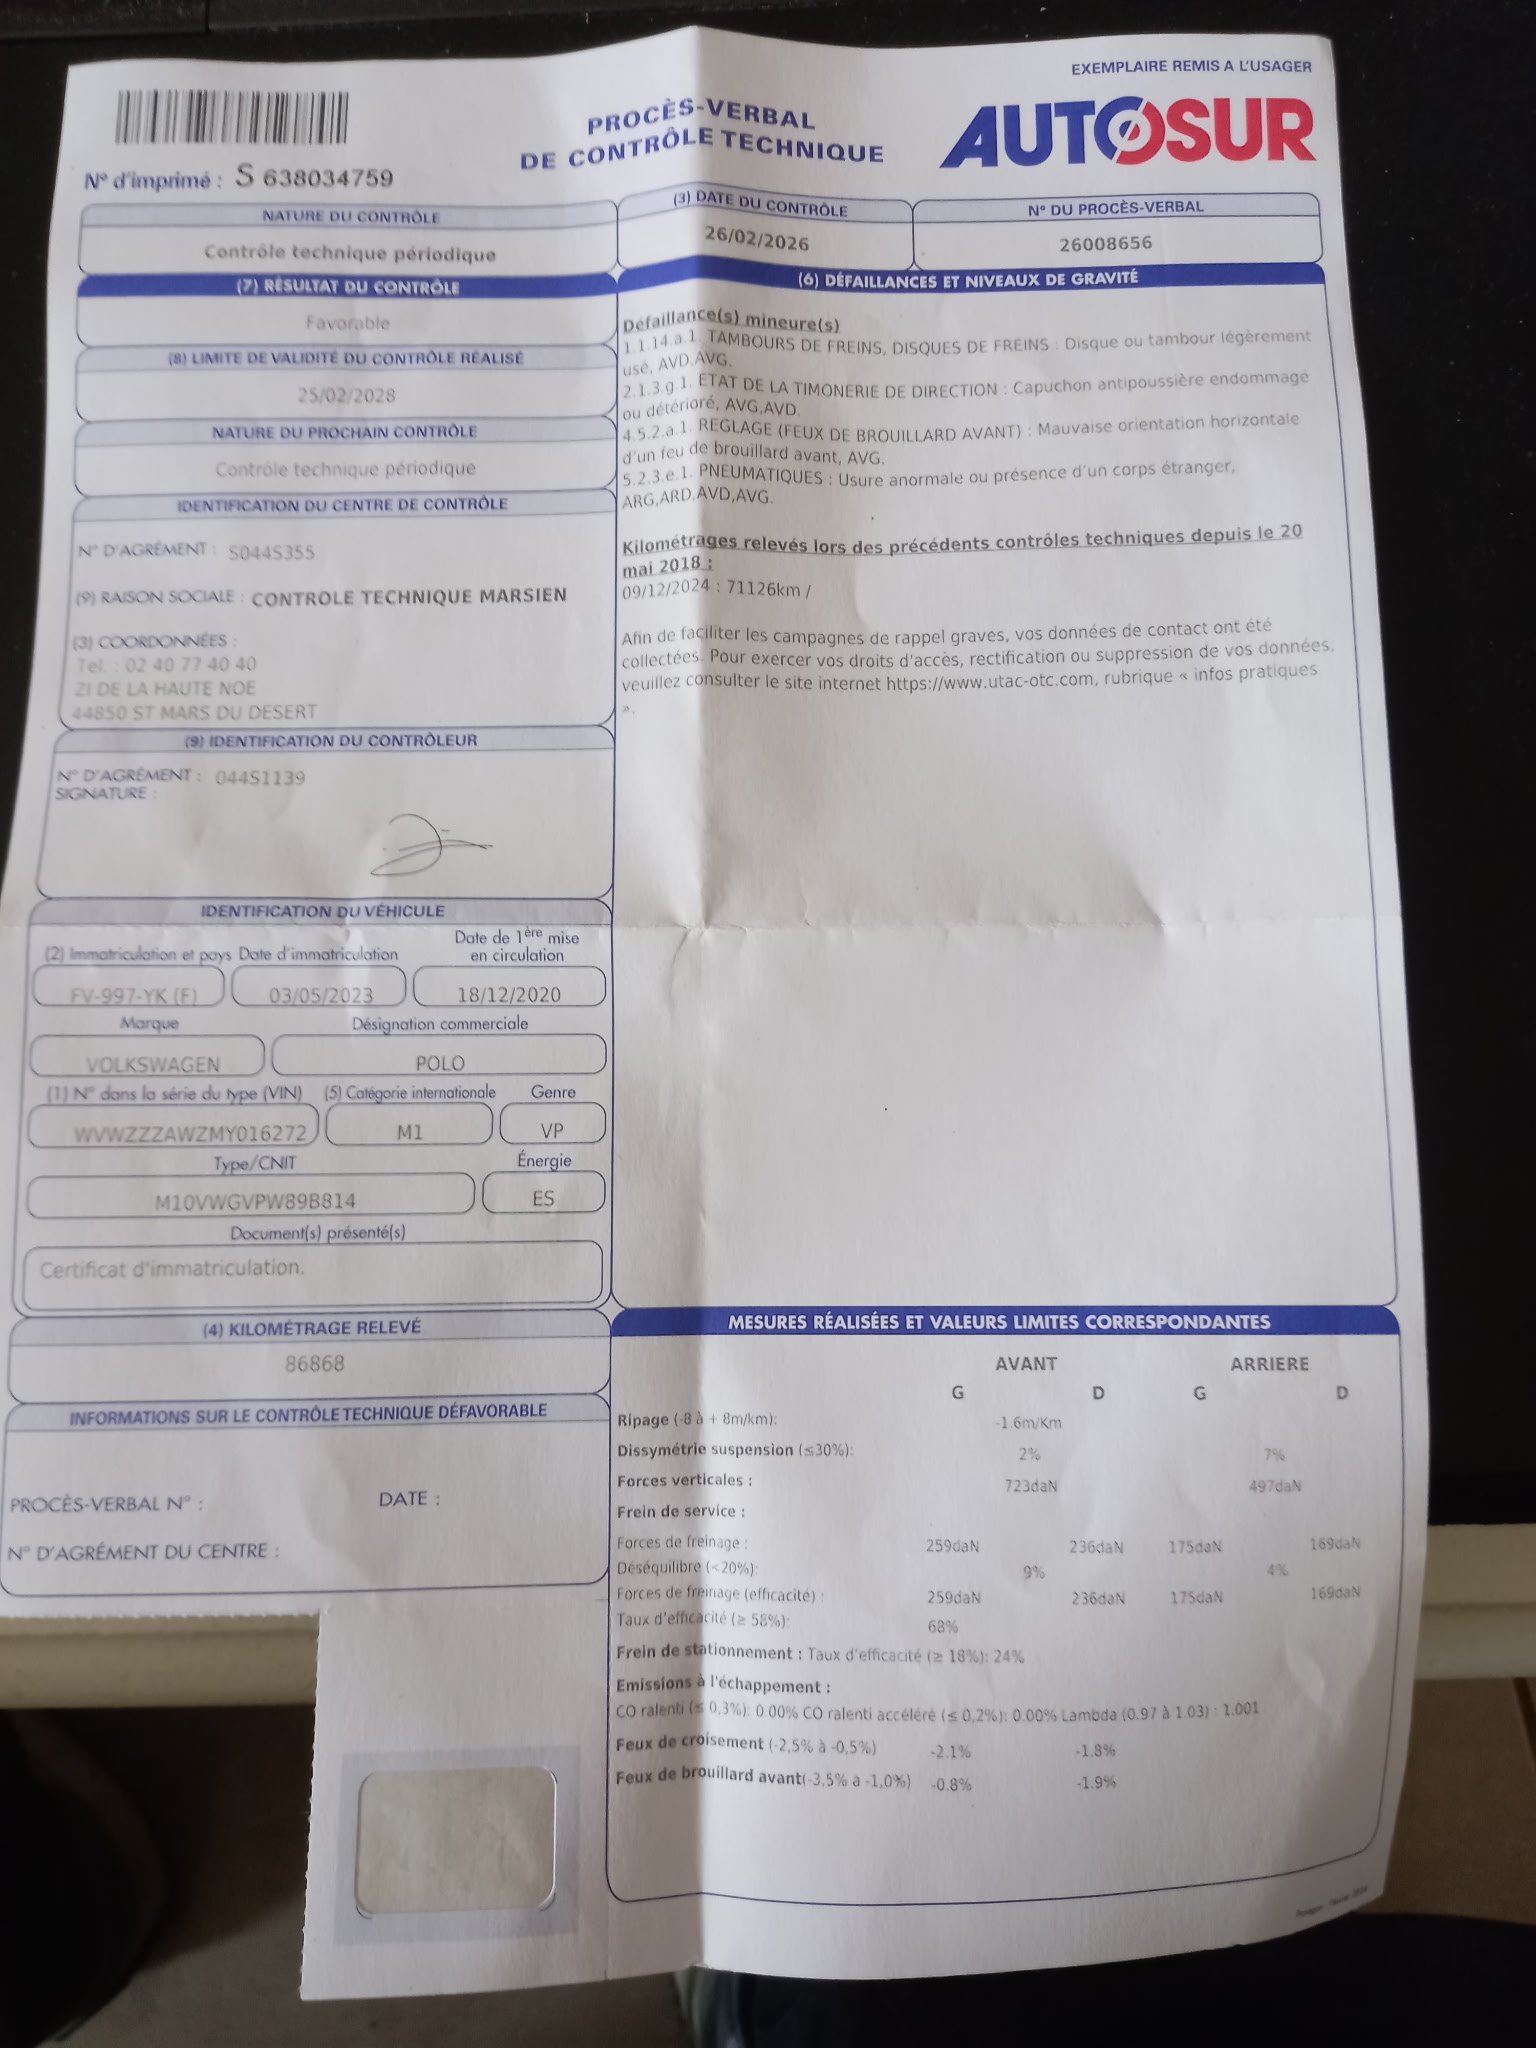 EXEMPLAIRE REMIS A L'USAGER
PROCÈS-VERBAL
DE CONTRÔLE TECHNIQUE
AUTOSUR
N° d'imprimé : S 638034759
NATURE DU CONTRÔLE
Contrôle technique périodique
(3) DATE DU CONTRÔLE
26/02/2026
N° DU PROCÈS-VERBAL
26008656
(7) RÉSULTAT DU CONTRÔLE
Favorable
(8) LIMITE DE VALIDITÉ DU CONTRÔLE RÉALISÉ
25/02/2028
NATURE DU PROCHAIN CONTRÔLE
Contrôle technique périodique
IDENTIFICATION DU CENTRE DE CONTRÔLE
N° D'AGRÉMENT : S044S355
(9) RAISON SOCIALE : CONTROLE TECHNIQUE MARSIEN
(3) COORDONNÉES :
Tel. : 02 40 77 40 40
ZI DE LA HAUTE NOE
44850 ST MARS DU DESERT
(9) IDENTIFICATION DU CONTRÔLEUR
N° D'AGRÉMENT : 044S1139
SIGNATURE :
IDENTIFICATION DU VÉHICULE
(2) Immatriculation et pays
FV-997-YK (F)
Date d'immatriculation
03/05/2023
Date de 1ère mise
en circulation
18/12/2020
Marque
VOLKSWAGEN
Désignation commerciale
POLO
(1) N° dans la série du type (VIN)
WVWZZZAWZMY016272
(5) Catégorie internationale
M1
Genre
VP
Type/CNIT
M10VWGVPW89B814
Énergie
ES
Document(s) présenté(s)
Certificat d'immatriculation.
(4) KILOMÉTRAGE RELEVÉ
86868
INFORMATIONS SUR LE CONTRÔLE TECHNIQUE DÉFAVORABLE
PROCÈS-VERBAL N° :
DATE :
N° D'AGRÉMENT DU CENTRE :
(6) DÉFAILLANCES ET NIVEAUX DE GRAVITÉ
Défaillance(s) mineure(s)
1.1.14.a.1. TAMBOURS DE FREINS, DISQUES DE FREINS : Disque ou tambour légèrement
usé, AVD,AVG.
2.1.3.g.1. ETAT DE LA TIMONERIE DE DIRECTION : Capuchon antipoussière endommagé
ou détérioré, AVG,AVD.
4.5.2.a.1. REGLAGE (FEUX DE BROUILLARD AVANT) : Mauvaise orientation horizontale
d'un feu de brouillard avant, AVG.
5.2.3.e.1. PNEUMATIQUES : Usure anormale ou présence d'un corps étranger,
ARG,ARD,AVD,AVG.
Kilométrages relevés lors des précédents contrôles techniques depuis le 20
mai 2018 :
09/12/2024 : 71126km /
Afin de faciliter les campagnes de rappel graves, vos données de contact ont été
collectées. Pour exercer vos droits d'accès, rectification ou suppression de vos données,
veuillez consulter le site internet https://www.utac-otc.com, rubrique « infos pratiques
».
MESURES RÉALISÉES ET VALEURS LIMITES CORRESPONDANTES
AVANT ARRIERE
G D G D
Ripage (-8 à + 8m/km): -1.6m/Km
Dissymétrie suspension (≤30%): 2% 7%
Forces verticales : 723daN 497daN
Frein de service :
Forces de freinage : 259daN 236daN 175daN 169daN
Déséquilibre (<20%): 9% 4%
Forces de freinage (efficacité) : 259daN 236daN 175daN 169daN
Taux d'efficacité (≥ 58%): 68%
Frein de stationnement : Taux d'efficacité (≥ 18%): 24%
Emissions à l'échappement :
CO ralenti (≤ 0,3%): 0.00% CO ralenti accéléré (≤ 0,2%): 0.00% Lambda (0.97 à 1.03) : 1.001
Feux de croisement (-2,5% à -0,5%) -2.1% -1.8%
Feux de brouillard avant(-3,5% à -1,0%) -0.8% -1.9%